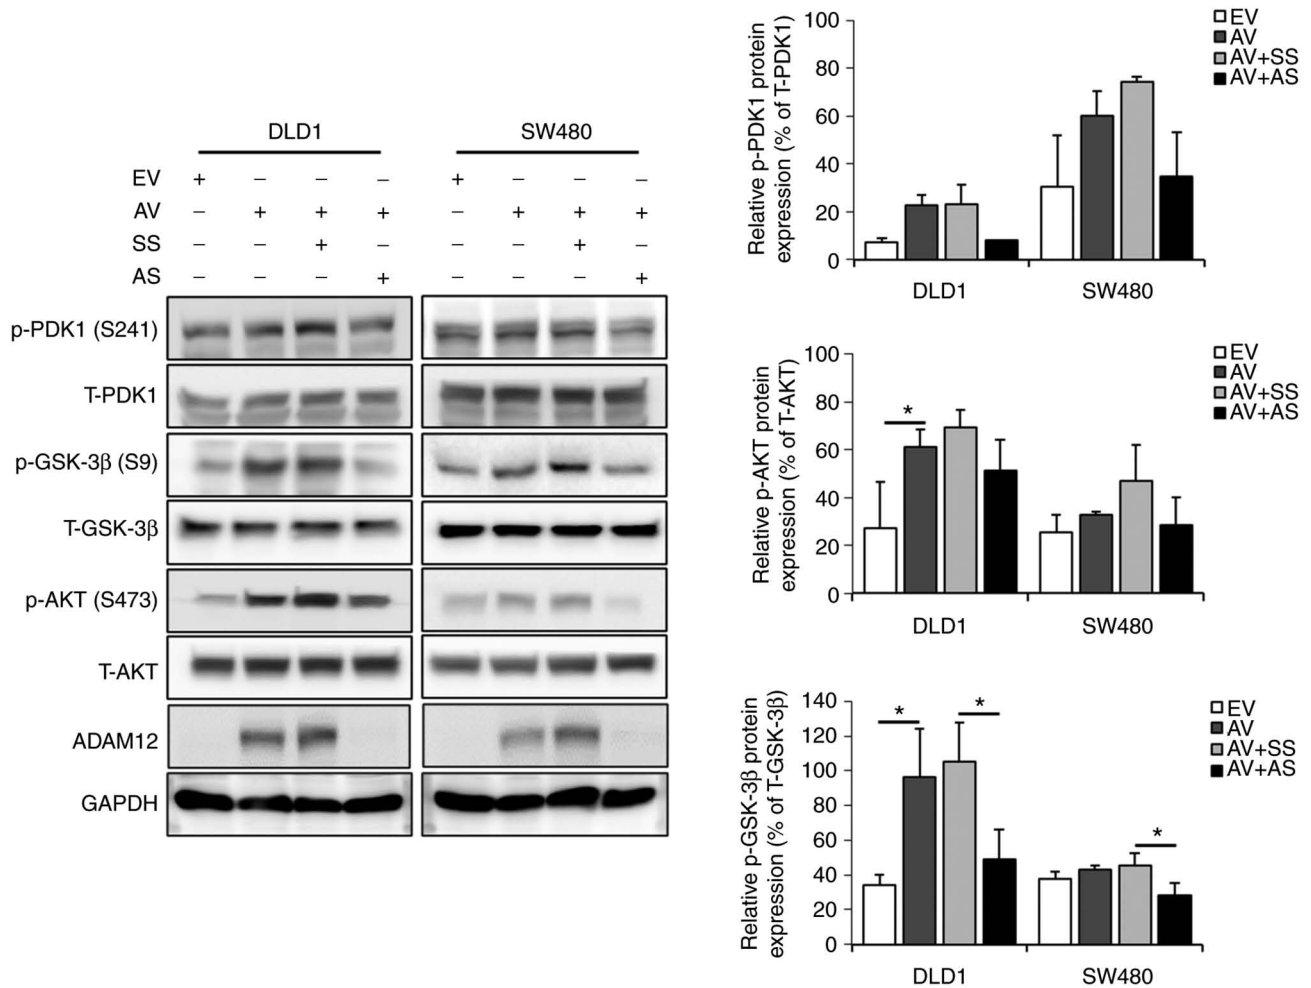 DLD1 SW480
EV + – – – + – – –
AV – + + + – + + +
SS – – + – – – + –
AS – – – + – – – +
p-PDK1 (S241)
T-PDK1
p-GSK-3β (S9)
T-GSK-3β
p-AKT (S473)
T-AKT
ADAM12
GAPDH
Relative p-PDK1 protein
expression (% of T-PDK1)
100
80
60
40
20
0
DLD1 SW480
EV
AV
AV+SS
AV+AS
Relative p-AKT protein
expression (% of T-AKT)
100
80
60
40
20
0
*
DLD1 SW480
EV
AV
AV+SS
AV+AS
Relative p-GSK-3β protein
expression (% of T-GSK-3β)
140
120
100
80
60
40
20
0
* * *
DLD1 SW480
EV
AV
AV+SS
AV+AS